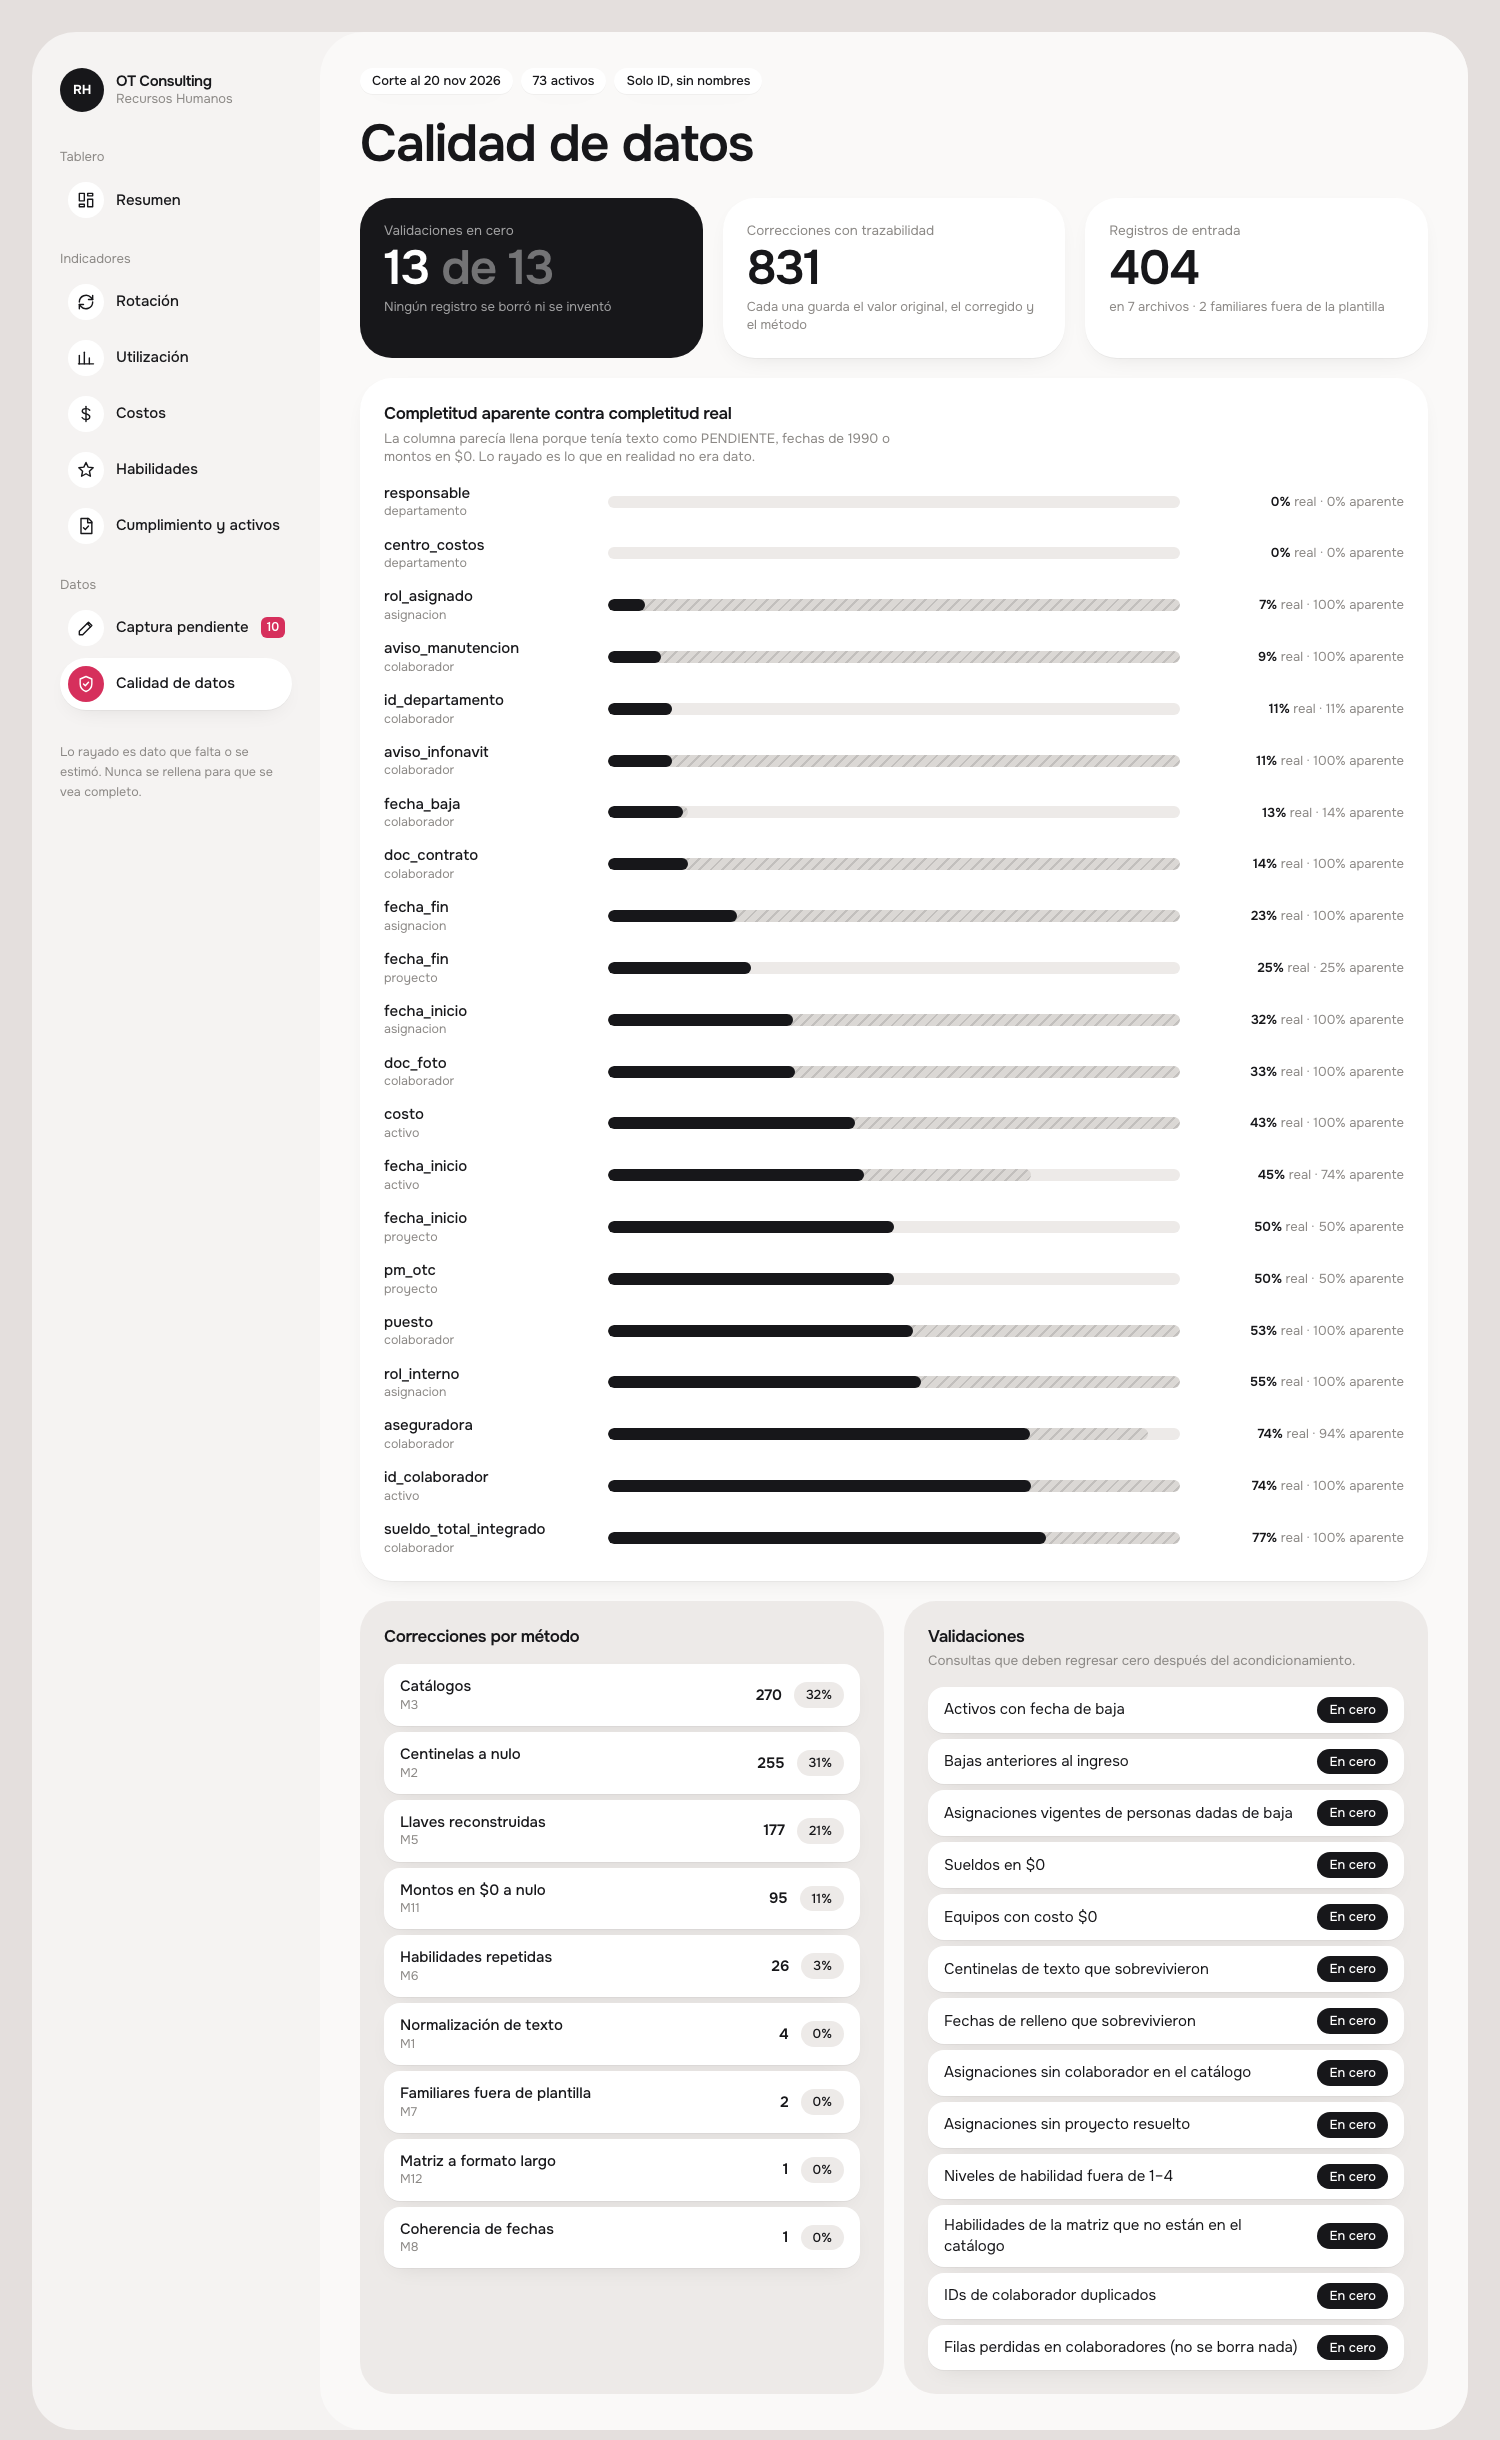 RH
OT Consulting
Recursos Humanos
Tablero
Resumen
Indicadores
Rotación
Utilización
Costos
Habilidades
Cumplimiento y activos
Datos
Captura pendiente 10
Calidad de datos
Lo rayado es dato que falta o se
estimó. Nunca se rellena para que se
vea completo.
Corte al 20 nov 2026 73 activos Solo ID, sin nombres
Calidad de datos
Validaciones en cero
13 de 13
Ningún registro se borró ni se inventó
Correcciones con trazabilidad
831
Cada una guarda el valor original, el corregido y
el método
Registros de entrada
404
en 7 archivos · 2 familiares fuera de la plantilla
Completitud aparente contra completitud real
La columna parecía llena porque tenía texto como PENDIENTE, fechas de 1990 o
montos en $0. Lo rayado es lo que en realidad no era dato.
responsable
departamento
0% real · 0% aparente
centro_costos
departamento
0% real · 0% aparente
rol_asignado
asignacion
7% real · 100% aparente
aviso_manutencion
colaborador
9% real · 100% aparente
id_departamento
colaborador
11% real · 11% aparente
aviso_infonavit
colaborador
11% real · 100% aparente
fecha_baja
colaborador
13% real · 14% aparente
doc_contrato
colaborador
14% real · 100% aparente
fecha_fin
asignacion
23% real · 100% aparente
fecha_fin
proyecto
25% real · 25% aparente
fecha_inicio
asignacion
32% real · 100% aparente
doc_foto
colaborador
33% real · 100% aparente
costo
activo
43% real · 100% aparente
fecha_inicio
activo
45% real · 74% aparente
fecha_inicio
proyecto
50% real · 50% aparente
pm_otc
proyecto
50% real · 50% aparente
puesto
colaborador
53% real · 100% aparente
rol_interno
asignacion
55% real · 100% aparente
aseguradora
colaborador
74% real · 94% aparente
id_colaborador
activo
74% real · 100% aparente
sueldo_total_integrado
colaborador
77% real · 100% aparente
Correcciones por método
Catálogos
M3
270 32%
Centinelas a nulo
M2
255 31%
Llaves reconstruidas
M5
177 21%
Montos en $0 a nulo
M11
95 11%
Habilidades repetidas
M6
26 3%
Normalización de texto
M1
4 0%
Familiares fuera de plantilla
M7
2 0%
Matriz a formato largo
M12
1 0%
Coherencia de fechas
M8
1 0%
Validaciones
Consultas que deben regresar cero después del acondicionamiento.
Activos con fecha de baja En cero
Bajas anteriores al ingreso En cero
Asignaciones vigentes de personas dadas de baja En cero
Sueldos en $0 En cero
Equipos con costo $0 En cero
Centinelas de texto que sobrevivieron En cero
Fechas de relleno que sobrevivieron En cero
Asignaciones sin colaborador en el catálogo En cero
Asignaciones sin proyecto resuelto En cero
Niveles de habilidad fuera de 1–4 En cero
Habilidades de la matriz que no están en el
catálogo
En cero
IDs de colaborador duplicados En cero
Filas perdidas en colaboradores (no se borra nada) En cero